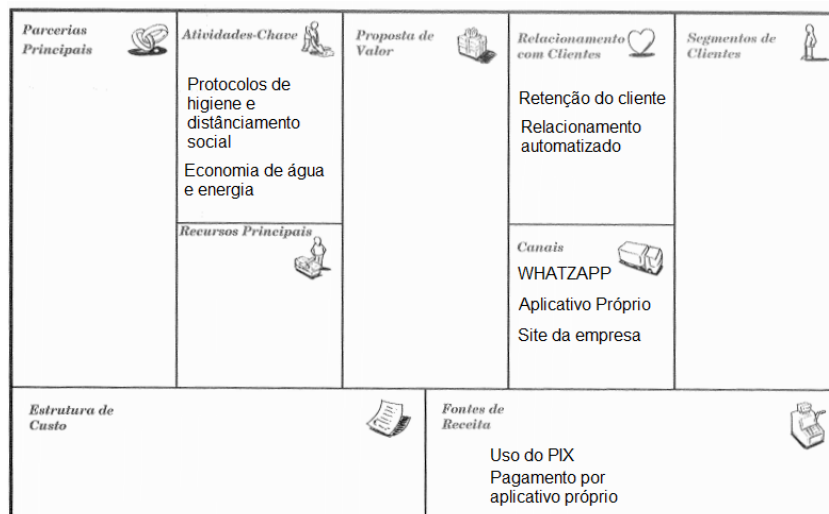 Parcerias
Principais
Atividades-Chave
Protocolos de
higiene e
distânciamento
social
Economia de água
e energia
Recursos Principais
Proposta de
Valor
Relacionamento
com Clientes
Retenção do cliente
Relacionamento
automatizado
Canais
WHATZAPP
Aplicativo Próprio
Site da empresa
Segmentos de
Clientes
Estrutura de
Custo
Fontes de
Receita
Uso do PIX
Pagamento por
aplicativo próprio